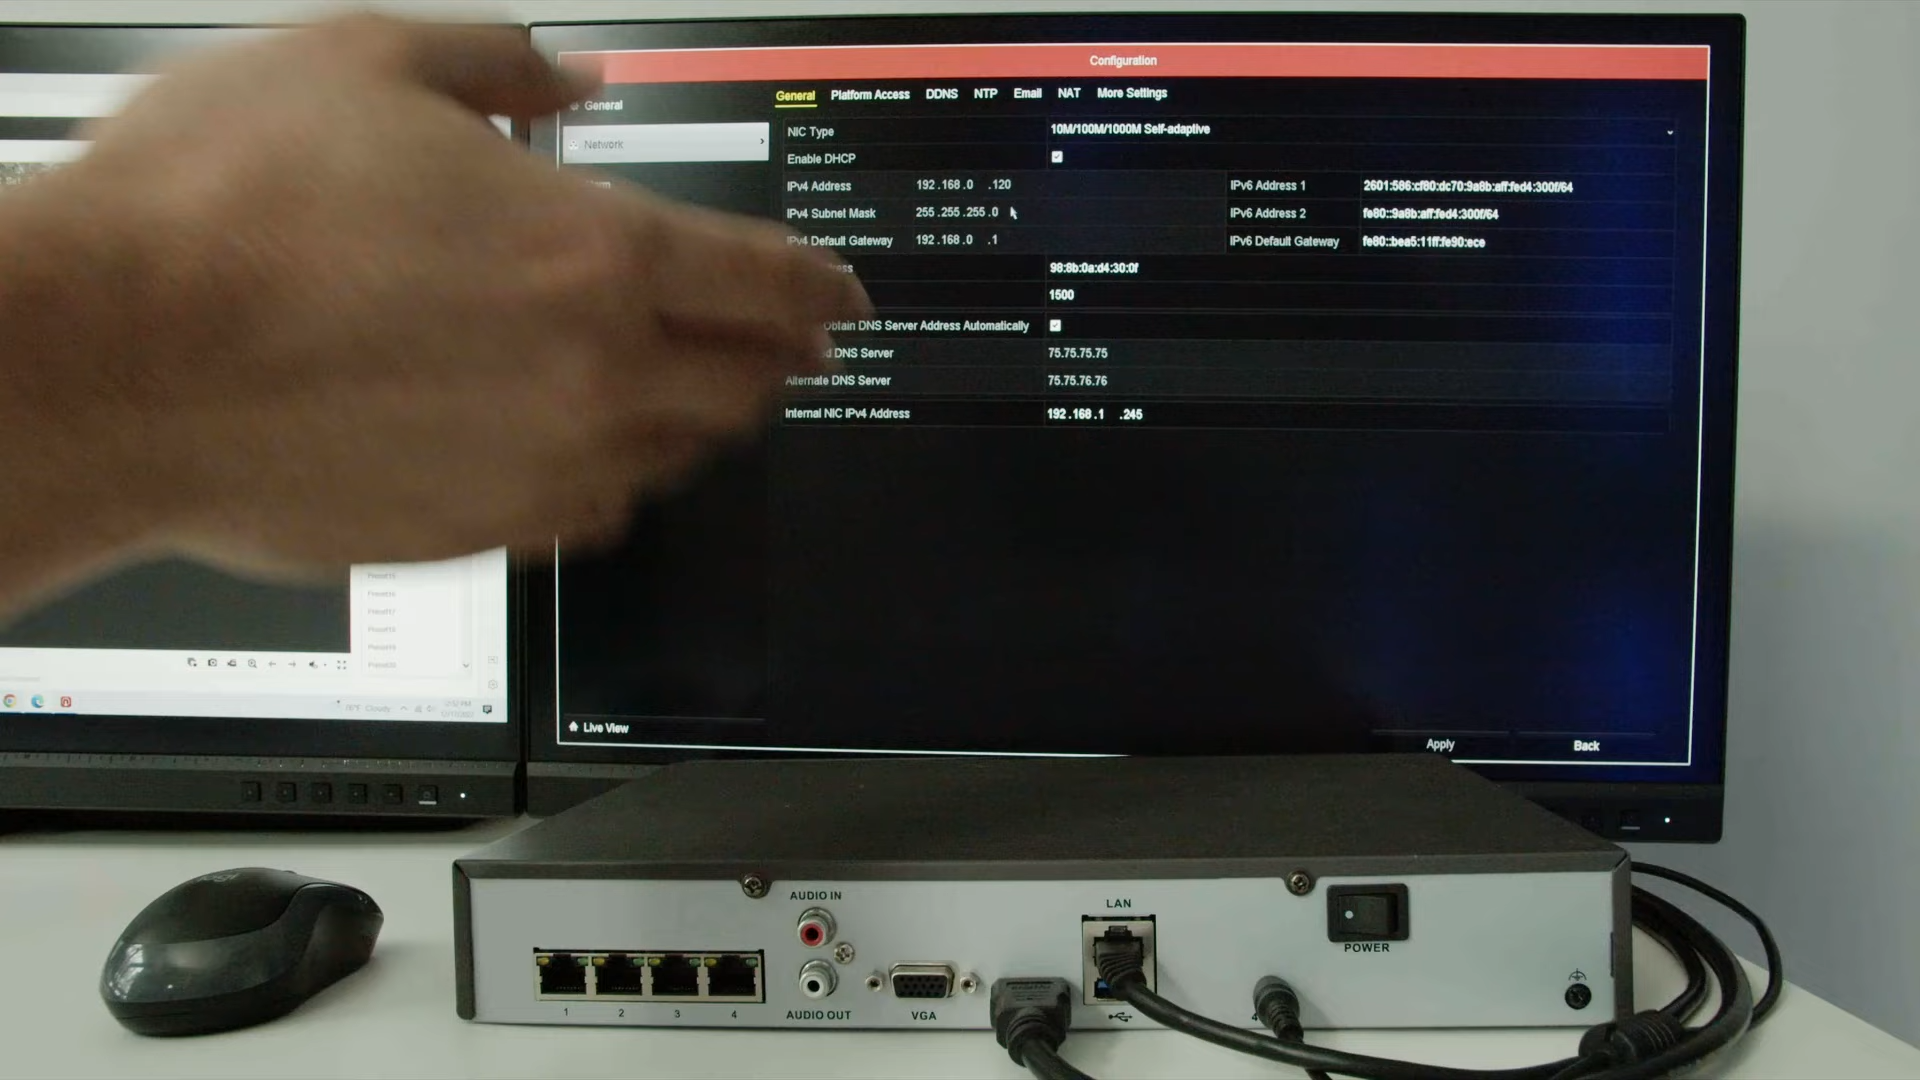 Configuration
General
Network
General Platform Access DDNS NTP Email NAT More Settings
NIC Type 10M/100M/1000M Self-adaptive
Enable DHCP
IPv4 Address 192.168.0 .120 IPv6 Address 1 2601:586:cf80:dc70:9a8b:aff:fed4:300f/64
IPv4 Subnet Mask 255.255.255.0 IPv6 Address 2 fe80::9a8b:aff:fed4:300f/64
IPv4 Default Gateway 192.168.0 .1 IPv6 Default Gateway fe80::bea5:11ff:fe90:ece
98:8b:0a:d4:30:0f
1500
Obtain DNS Server Address Automatically
DNS Server 75.75.75.75
Alternate DNS Server 75.75.76.76
Internal NIC IPv4 Address 192.168.1 .245
Live View
Apply Back
Preset16
Preset17
Cloudy
AUDIO IN
LAN
POWER
1 2 3 4
AUDIO OUT
VGA
4